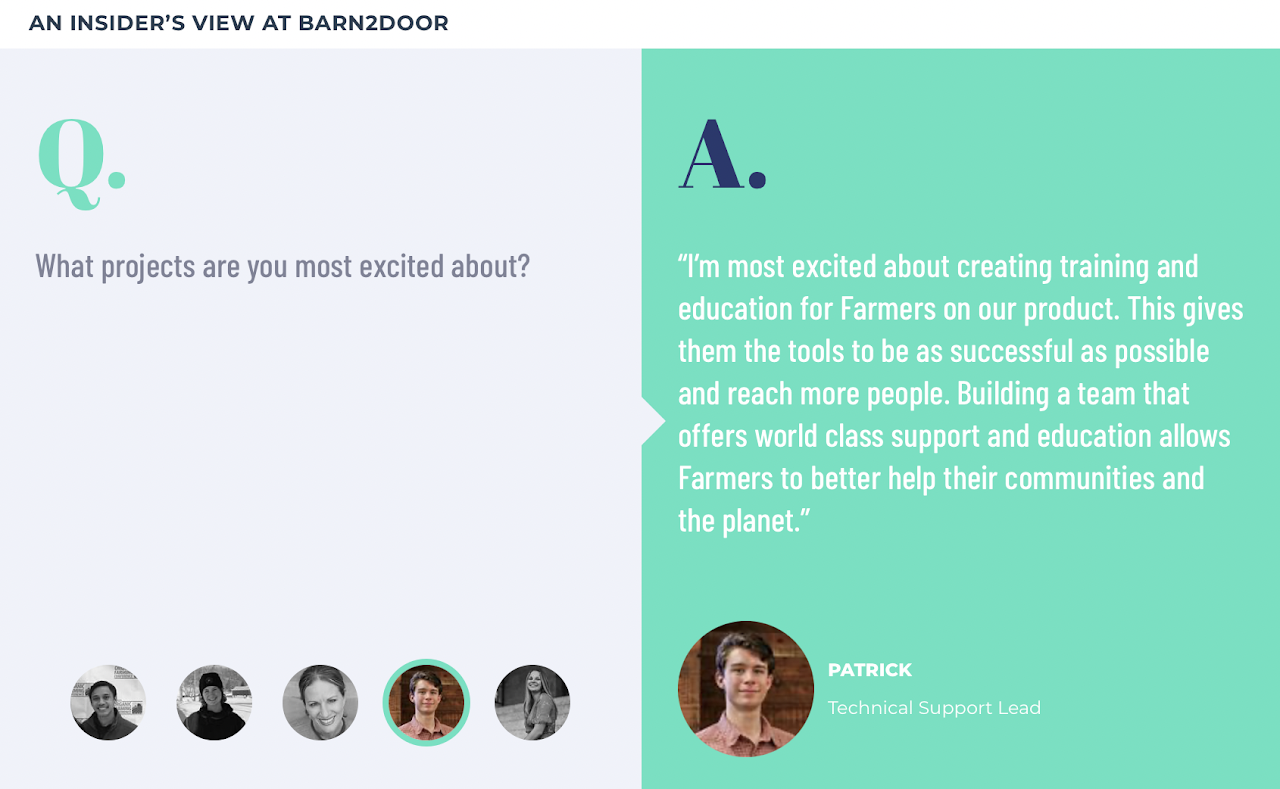 AN INSIDER’S VIEW AT BARN2DOOR
Q.
What projects are you most excited about?
A.
“I’m most excited about creating training and
education for Farmers on our product. This gives
them the tools to be as successful as possible
and reach more people. Building a team that
offers world class support and education allows
Farmers to better help their communities and
the planet.”
PATRICK
Technical Support Lead